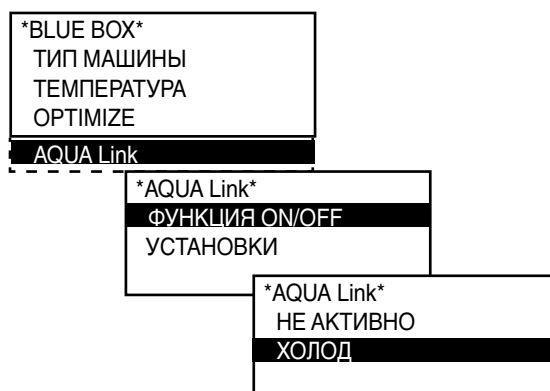 *BLUE BOX*
ТИП МАШИНЫ
ТЕМПЕРАТУРА
OPTIMIZE
AQUA Link
*AQUA Link*
ФУНКЦИЯ ON/OFF
УСТАНОВКИ
*AQUA Link*
НЕ АКТИВНО
ХОЛОД